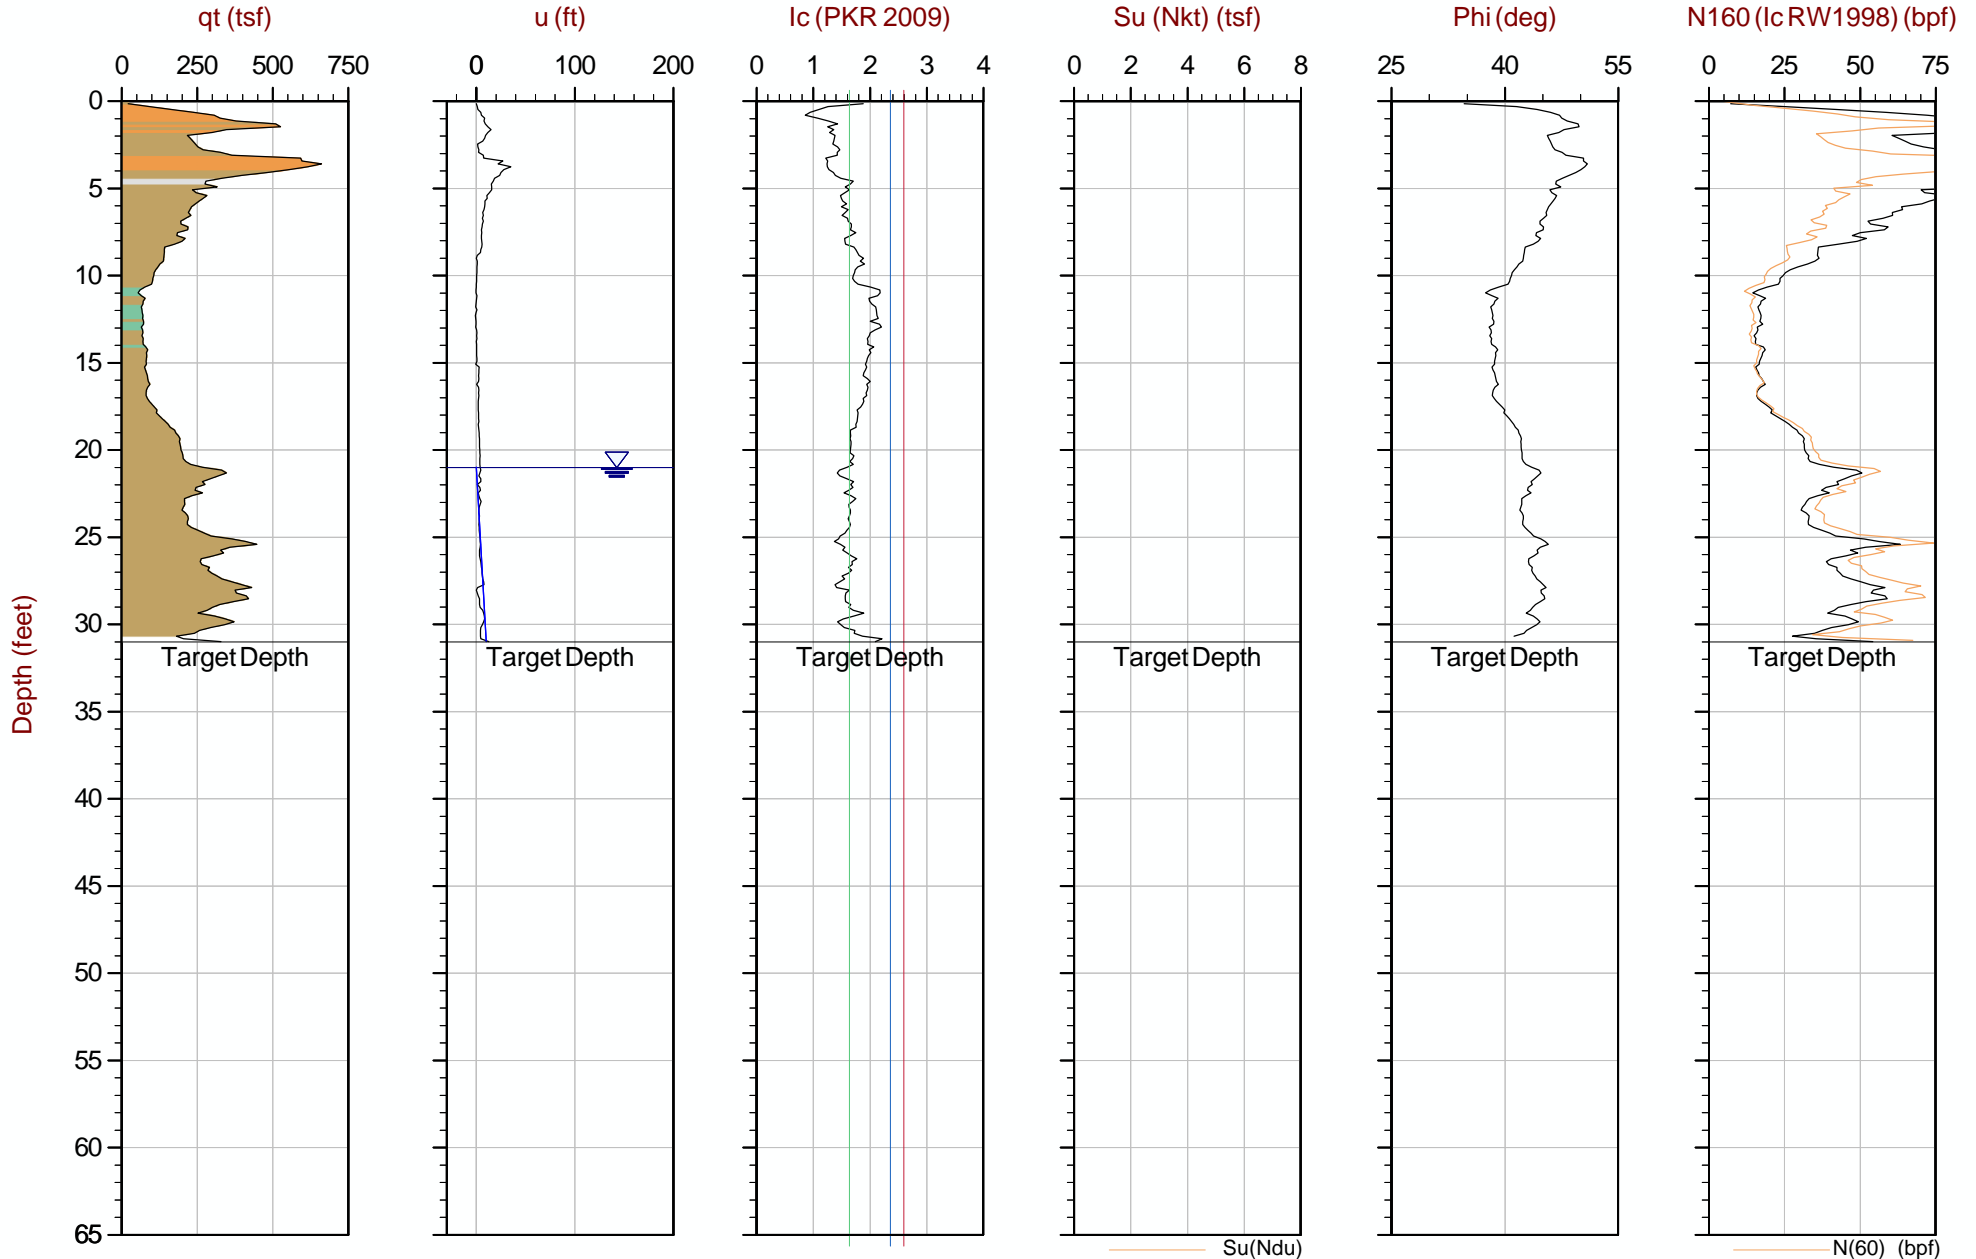 qt (tsf) u (ft) Ic (PKR 2009) Su (Nkt) (tsf) Phi (deg) N160 (Ic RW1998) (bpf)
0 250 500 750 0 100 200 0 1 2 3 4 0 2 4 6 8 25 40 55 0 25 50 75
0
5
10
15
20
25
30
Target Depth Target Depth Target Depth Target Depth Target Depth Target Depth
Depth (feet)
35
40
45
50
55
60
65
Su(Ndu) N(60) (bpf)